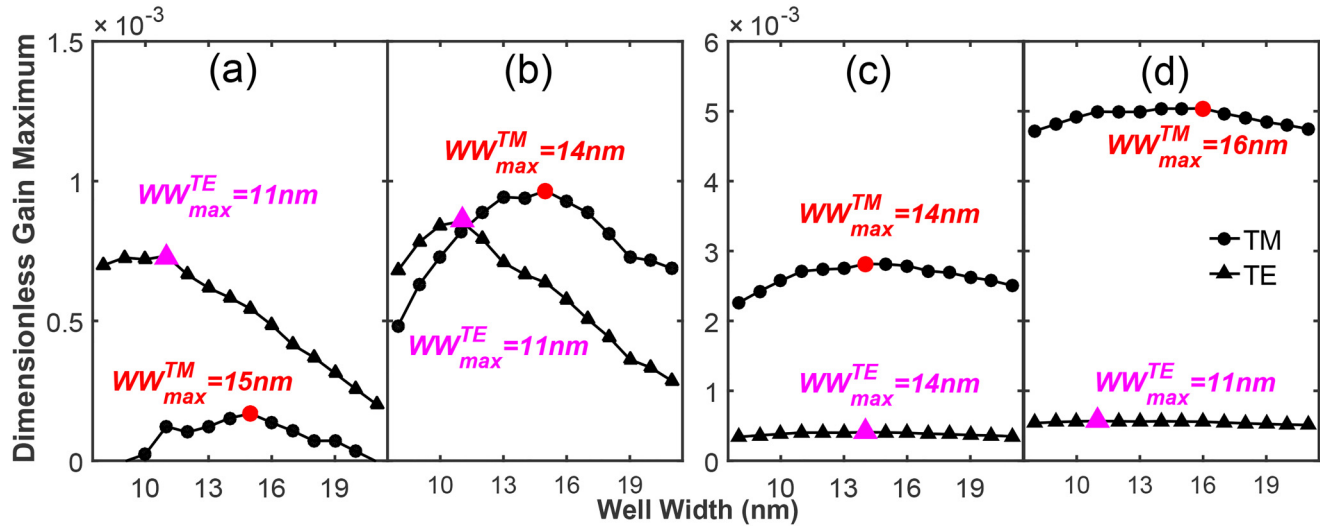 × 10⁻³
× 10⁻³
Dimensionless Gain Maximum
1.5
1
0.5
0
6
5
4
3
2
1
0
(a)
(b)
(c)
(d)
WW^TE_max=11nm
WW^TM_max=15nm
WW^TM_max=14nm
WW^TE_max=11nm
WW^TM_max=14nm
WW^TE_max=14nm
WW^TM_max=16nm
WW^TE_max=11nm
TM
TE
10 13 16 19 10 13 16 19 10 13 16 19 10 13 16 19
Well Width (nm) Well Width (nm)